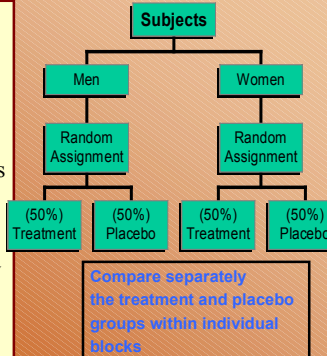 Subjects
Men Women
Random Random
Assignment Assignment
(50%) (50%) (50%) (50%)
Treatment Placebo Treatment Placebo
Compare separately
the treatment and placebo
groups within individual
blocks